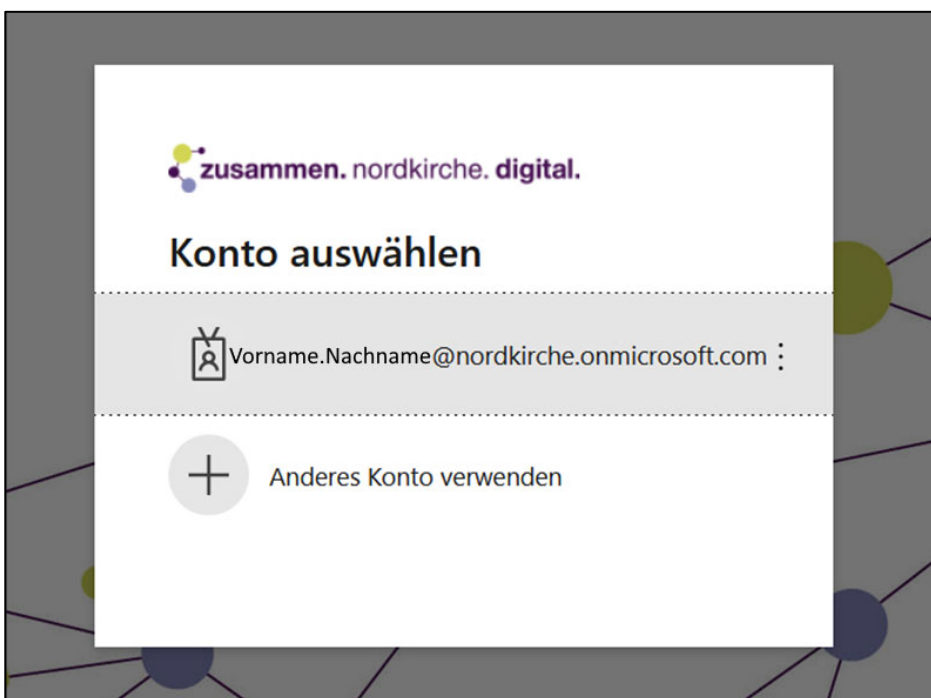 zusammen. nordkirche. digital.
Konto auswählen
Vorname.Nachname@nordkirche.onmicrosoft.com
Anderes Konto verwenden